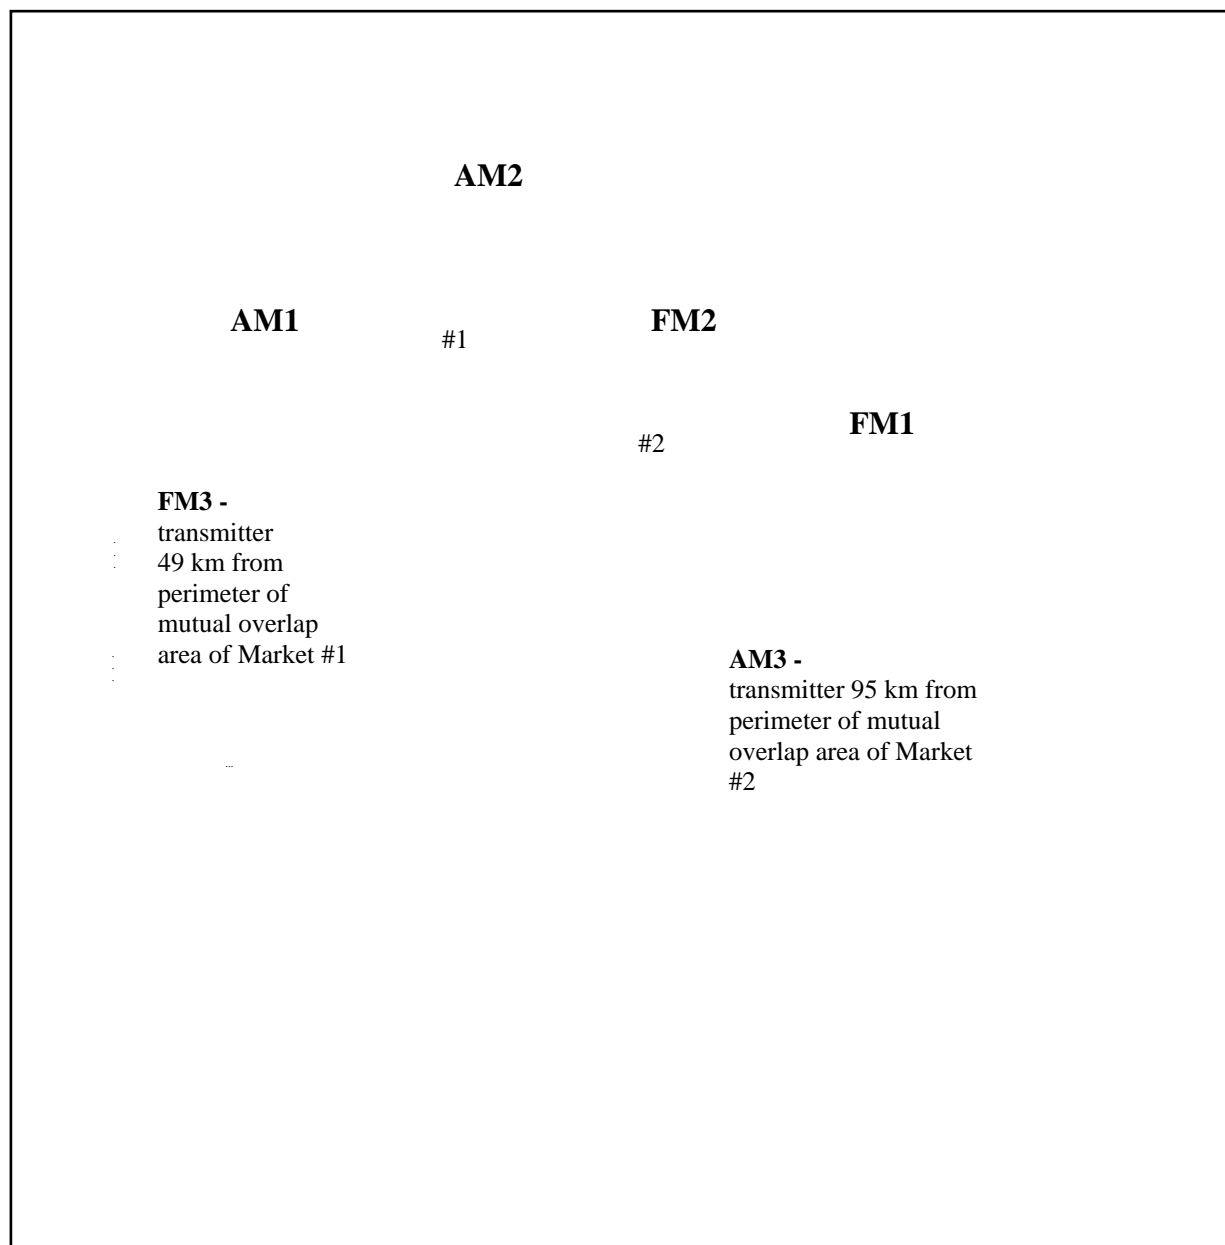 AM2
AM1
#1
FM2
#2
FM1
FM3 -
transmitter
49 km from
perimeter of
mutual overlap
area of Market #1
AM3 -
transmitter 95 km from
perimeter of mutual
overlap area of Market
#2